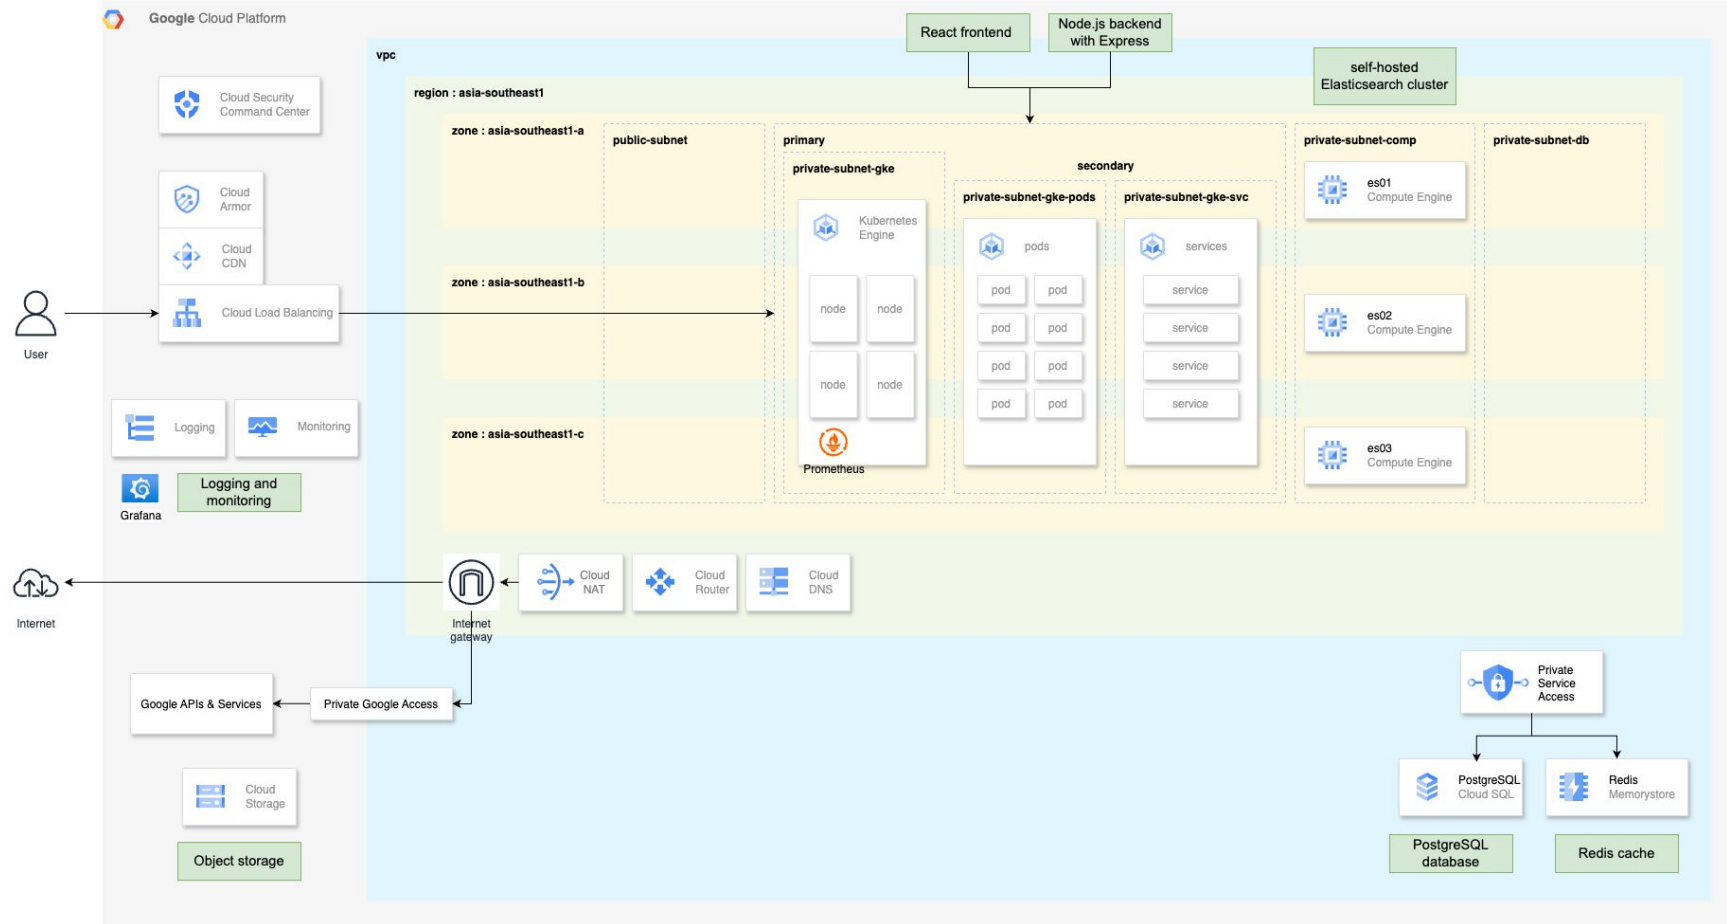 Google Cloud Platform
React frontend
Node.js backend
with Express
vpc
self-hosted
Elasticsearch cluster
Cloud Security
Command Center
region : asia-southeast1
zone : asia-southeast1-a
public-subnet
primary
private-subnet-comp
private-subnet-db
private-subnet-gke
secondary
private-subnet-gke-pods
private-subnet-gke-svc
es01
Compute Engine
Cloud
Armor
Kubernetes
Engine
pods
services
Cloud
CDN
zone : asia-southeast1-b
Cloud Load Balancing
User
node
node
node
node
pod
pod
pod
pod
pod
pod
pod
pod
service
service
service
service
es02
Compute Engine
Logging
Monitoring
zone : asia-southeast1-c
Prometheus
es03
Compute Engine
Grafana
Logging and
monitoring
Internet
Internet
gateway
Cloud
NAT
Cloud
Router
Cloud
DNS
Google APIs & Services
Private Google Access
Private
Service
Access
Cloud
Storage
Object storage
PostgreSQL
Cloud SQL
Redis
Memorystore
PostgreSQL
database
Redis cache